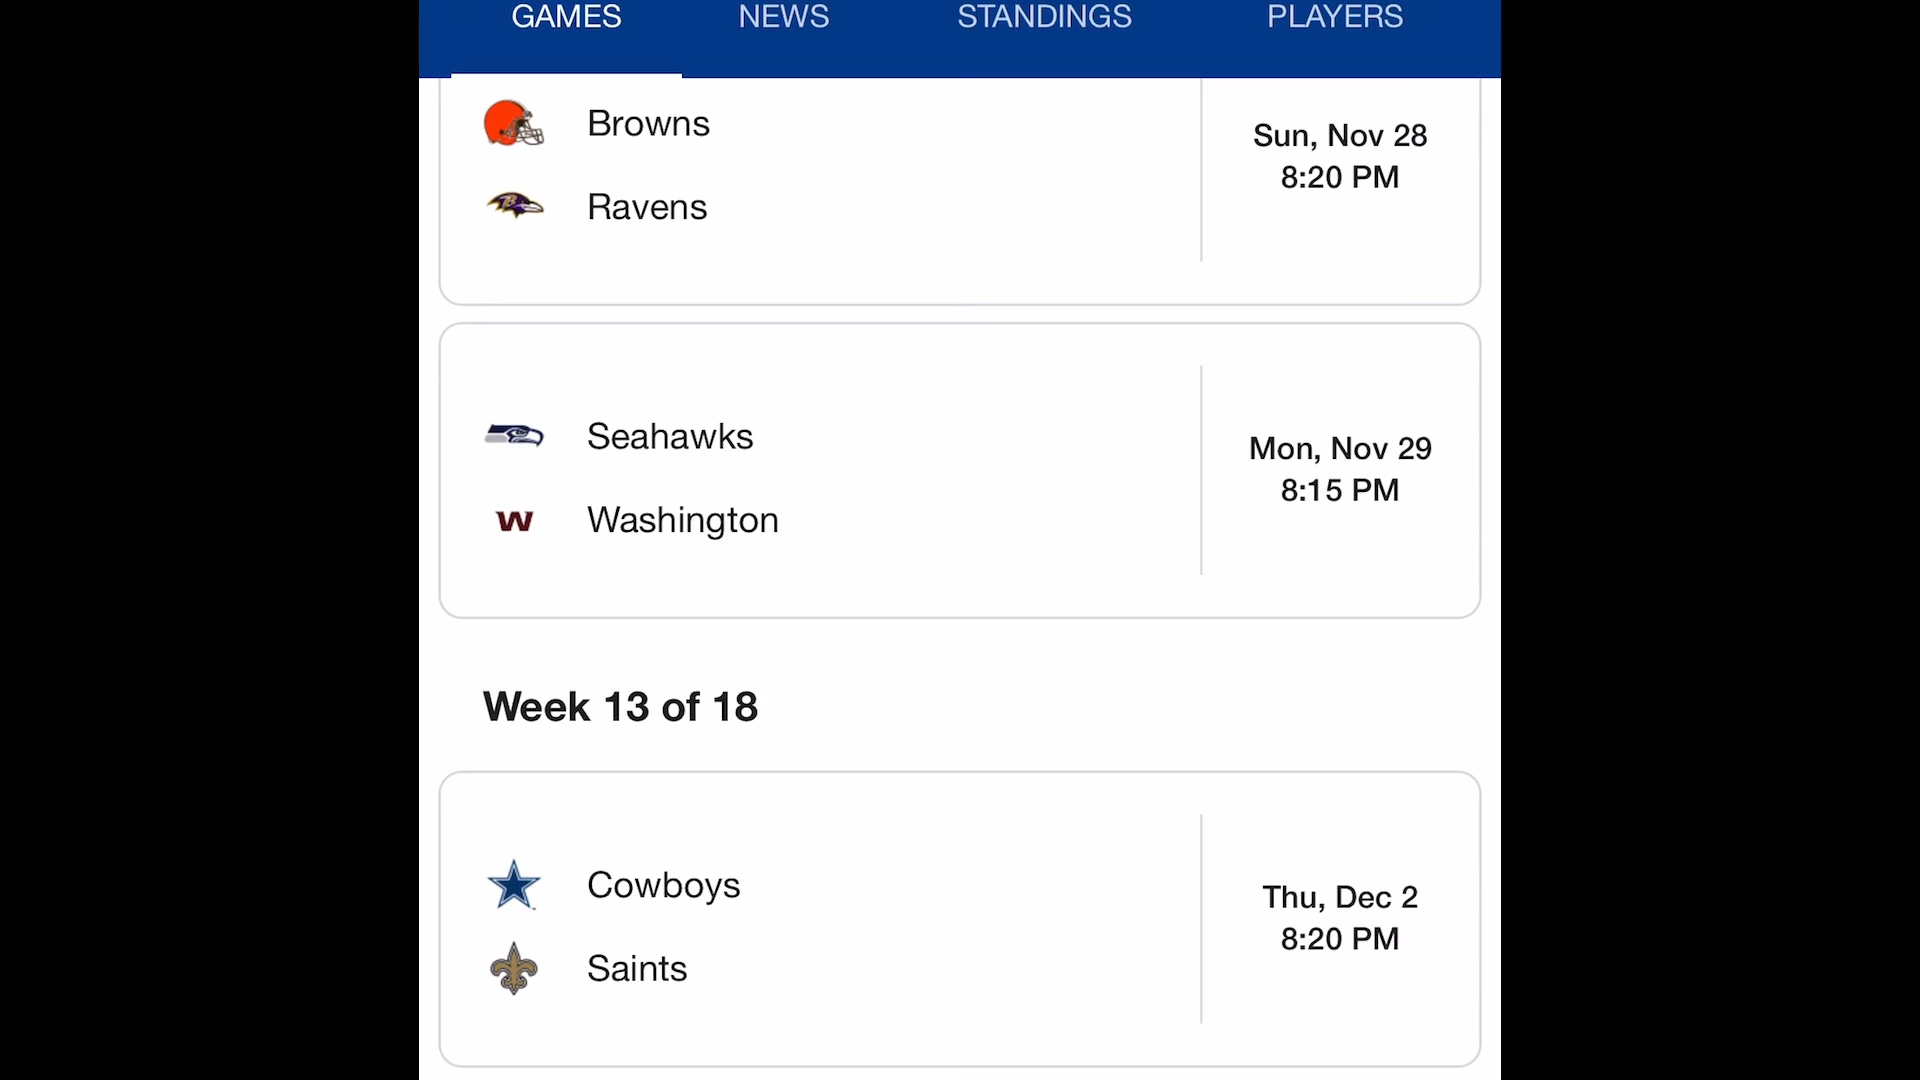 GAMES NEWS STANDINGS PLAYERS
Browns
Ravens
Sun, Nov 28
8:20 PM
Seahawks
W Washington
Mon, Nov 29
8:15 PM
Week 13 of 18
Cowboys
Saints
Thu, Dec 2
8:20 PM